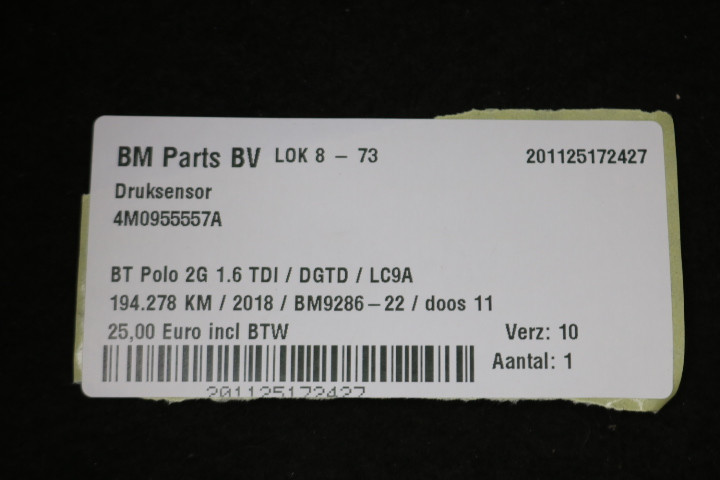 BM Parts BV LOK 8 - 73 201125172427
Druksensor
4M0955557A
BT Polo 2G 1.6 TDI / DGTD / LC9A
194.278 KM / 2018 / BM9286-22 / doos 11
25,00 Euro incl BTW Verz: 10
Aantal: 1
201125172427